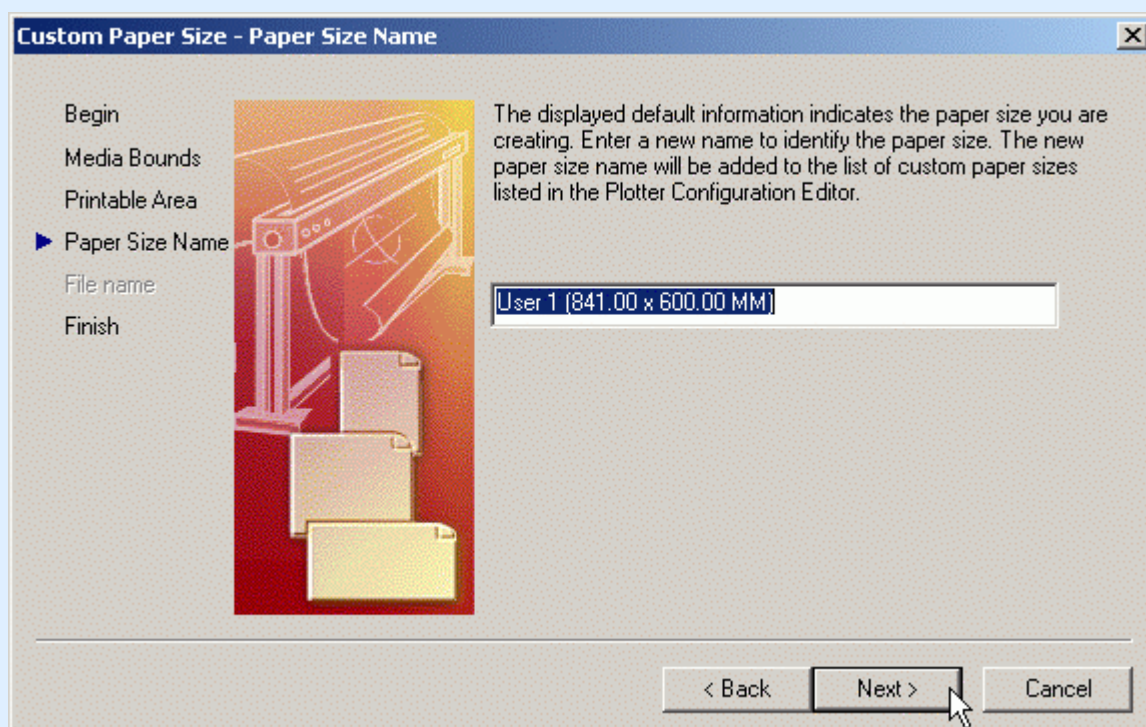 Custom Paper Size - Paper Size Name
Begin
Media Bounds
Printable Area
Paper Size Name
File name
Finish
The displayed default information indicates the paper size you are
creating. Enter a new name to identify the paper size. The new
paper size name will be added to the list of custom paper sizes
listed in the Plotter Configuration Editor.
User 1 (841.00 x 600.00 MM)
< Back
Next >
Cancel